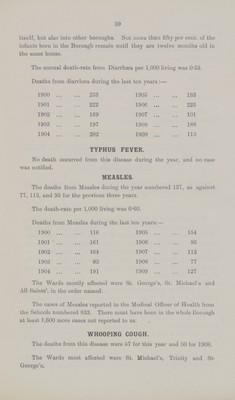 59
itself, but also into other boroughs. Not more than fifty per cent. of the
infants born in the Borough remain until they are twelve months old in
the same house.
The annual death-rate from Diarrhœa per 1,000 living was 0·53.
Deaths from diarrhœa during the last ten years:—
1900 ... ... 253 1905 ... ... 182
1901 ... ... 222 1906 ... ... 225
1902 ... ... 169 1907 ... ... 101
1903 ... ... 197 1908 ... ...
1904 ... ... 202 1909 ... ... 113
TYPHUS FEVER.
No death occurred from this disease during the year, and no case
was notified.
MEASLES.
The deaths from Measles during the year numbered 127, as against
77, 113, and 95 for the previous three years.
The death-rate per 1,000 living was 0·60.
Deaths from Measles during the last ten years:—
1900 ... ... 116 1905 ... ... 154
1901 ... ... 161 1906 ... ... 95
1902 ... ... 164 1907 ... ... 113
1903 ... ... 1908 ... ... 77
1904 ... ... 191 1909 ... ... 127
The Wards mostly affected were St. George's, St. Michael's and
All Saints', in the order named.
The cases of Measles reported to the Medical Officer of Health from
the Schools numbered 833. There must have been in the whole Borough
at least 1,500 more cases not reported to us.
WHOOPING COUGH.
The deaths from this disease were 57 for this year and 50 for 1908.
The Wards most affected were St. Michael's, Trinity and St.
George's.